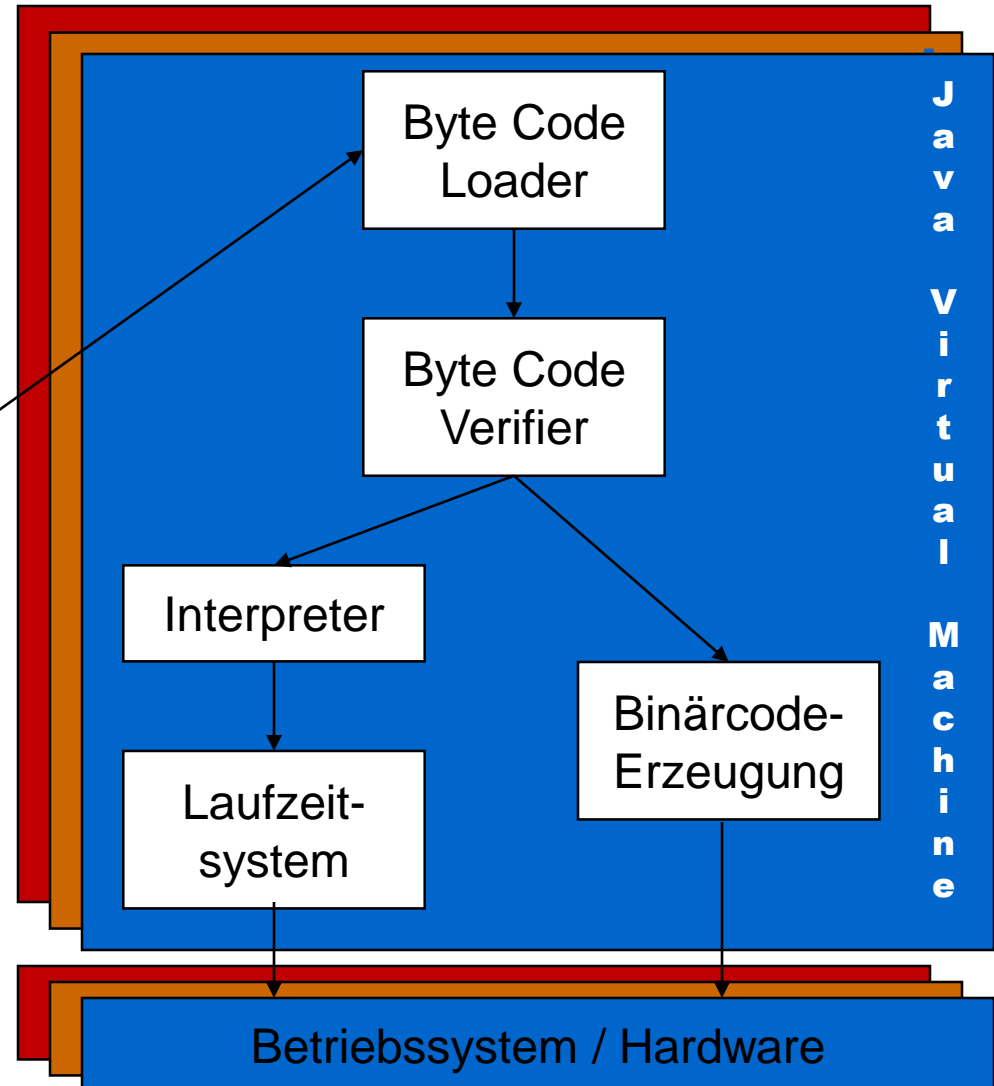 Byte Code
Loader
Byte Code
Verifier
Interpreter
Binärcode-
Erzeugung
Laufzeit-
system
Java Virtual Machine
Betriebssystem / Hardware